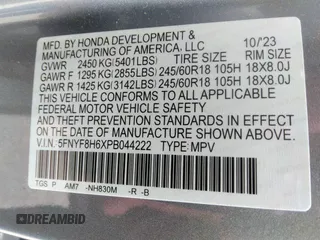 MFD. BY HONDA DEVELOPMENT &
MANUFACTURING OF AMERICA, LLC 10/'23
GVWR 2450 KG(5401LBS) TIRE SIZE RIM SIZE
GAWR F 1295 KG(2855LBS) 245/60R18 105H 18X8.0J
GAWR R 1425 KG(3142LBS) 245/60R18 105H 18X8.0J
THIS VEHICLE CONFORMS TO ALL APPLICABLE
FEDERAL MOTOR VEHICLE SAFETY AND THEFT
PREVENTION STANDARDS IN EFFECT ON THE
DATE OF MANUFACTURE SHOWN ABOVE.
V.I.N.: 5FNYF8H6XPB044222 TYPE: MPV
TGS P AM7 -NH830M -R -B
DREAMBID